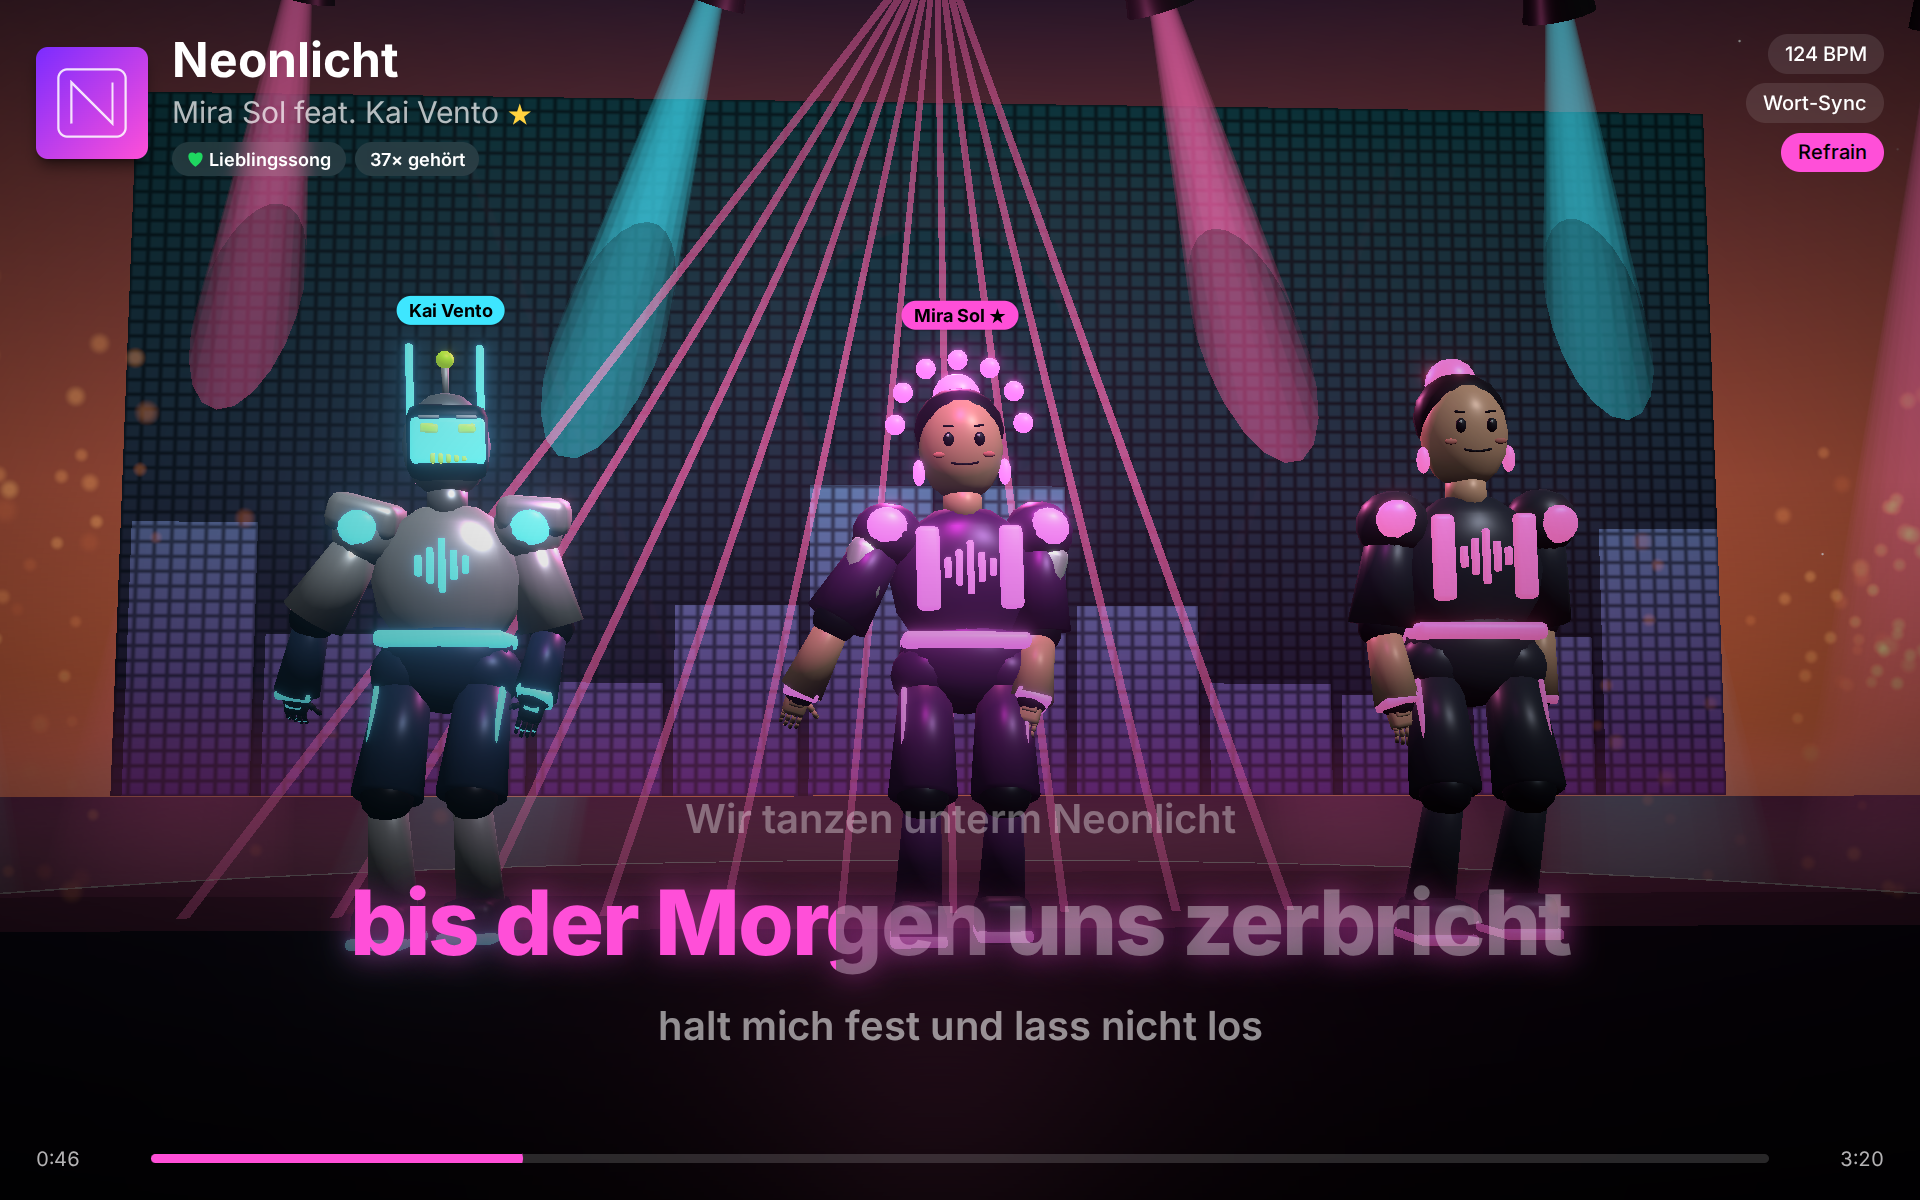 N
Neonlicht
Mira Sol feat. Kai Vento ⭐
💚 Lieblingssong
37× gehört
124 BPM
Wort-Sync
Refrain
Kai Vento
Mira Sol ★
Wir tanzen unterm Neonlicht
bis der Morgen uns zerbricht
halt mich fest und lass nicht los
0:46
3:20